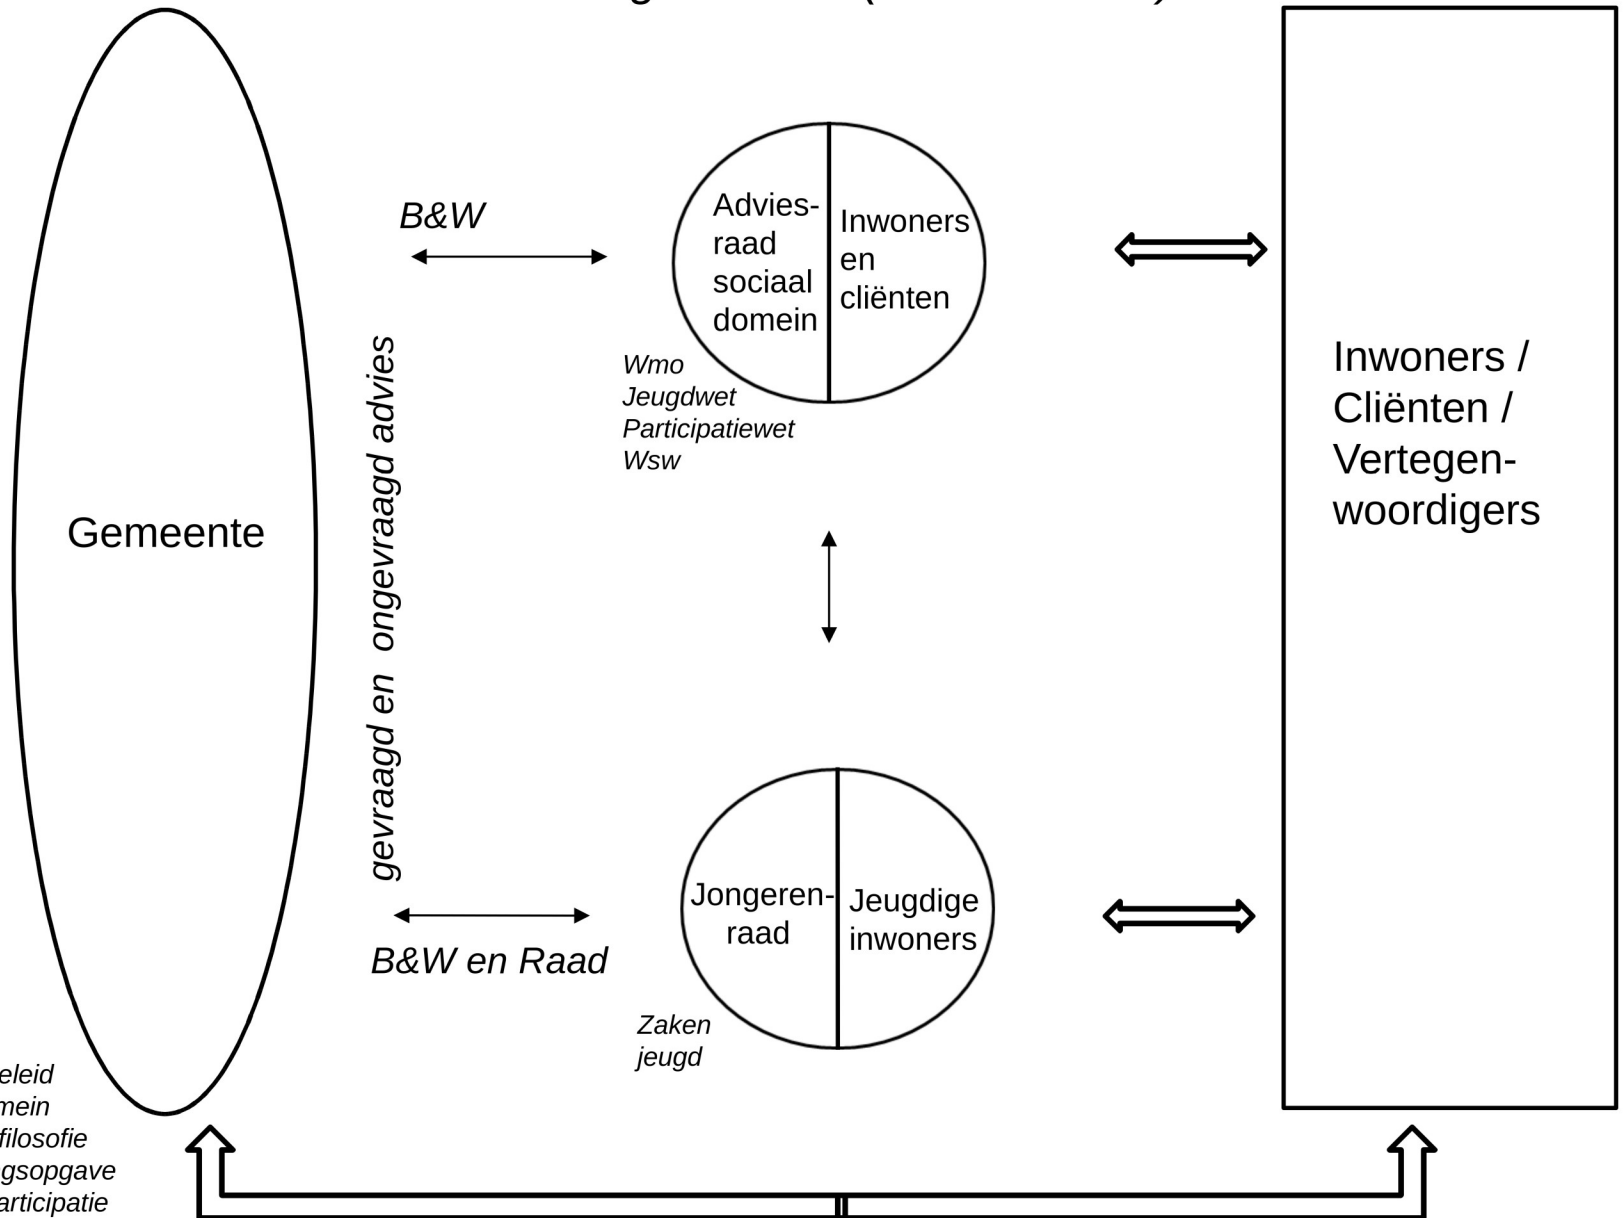 B&W
Advies-
raad
sociaal
domein
Inwoners
en
cliënten
Wmo
Jeugdwet
Participatiewet
Wsw
gevraagd en ongevraagd advies
Gemeente
Inwoners /
Cliënten /
Vertegen-
woordigers
B&W en Raad
Jongeren-
raad
Jeugdige
inwoners
Zaken
jeugd
filosofie